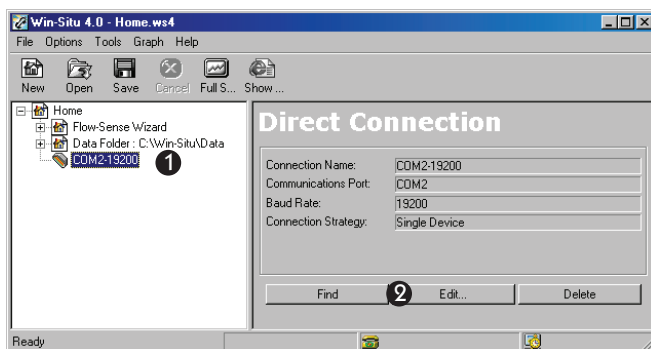 Win-Situ 4.0 - Home.ws4
File Options Tools Graph Help
New Open Save Cancel Full S... Show ...
Home
Flow-Sense Wizard
Data Folder : C:\Win-Situ\Data
COM2-19200 1
Direct Connection
Connection Name: COM2-19200
Communications Port: COM2
Baud Rate: 19200
Connection Strategy: Single Device
Find 2 Edit... Delete
Ready